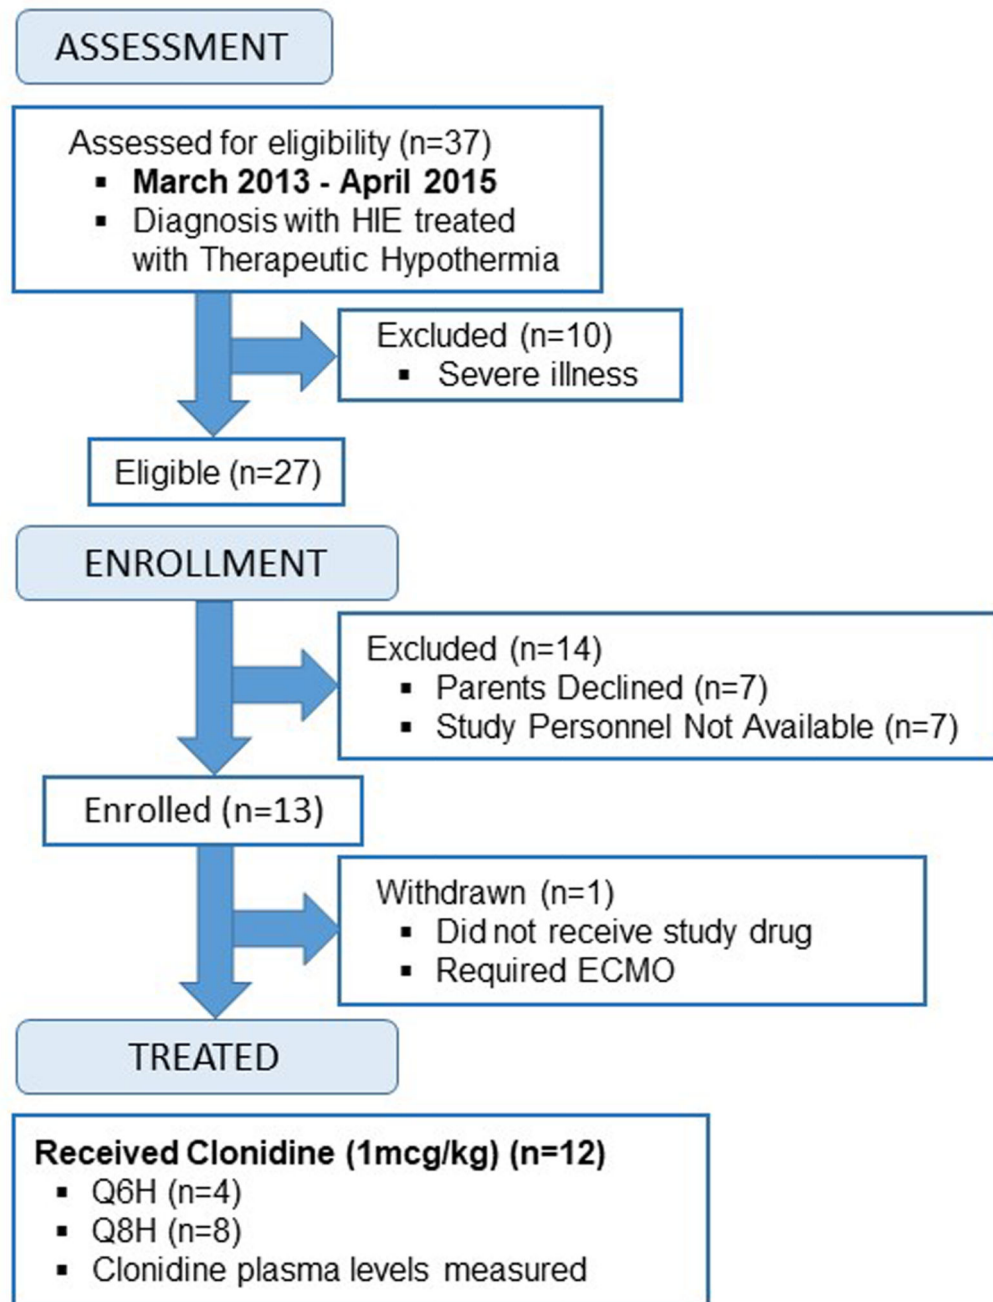 ASSESSMENT
Assessed for eligibility (n=37)
▪ March 2013 - April 2015
▪ Diagnosis with HIE treated
with Therapeutic Hypothermia
Excluded (n=10)
▪ Severe illness
Eligible (n=27)
ENROLLMENT
Excluded (n=14)
▪ Parents Declined (n=7)
▪ Study Personnel Not Available (n=7)
Enrolled (n=13)
Withdrawn (n=1)
▪ Did not receive study drug
▪ Required ECMO
TREATED
Received Clonidine (1mcg/kg) (n=12)
▪ Q6H (n=4)
▪ Q8H (n=8)
▪ Clonidine plasma levels measured